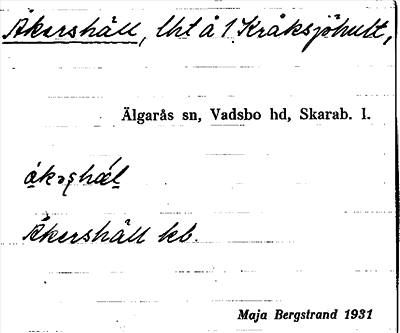 Åkershäll, lht å 1 Kråksjöhult,
Älgarås sn, Vadsbo hd, Skarab. l.
Åkershäll kb.
Maja Bergstrand 1931